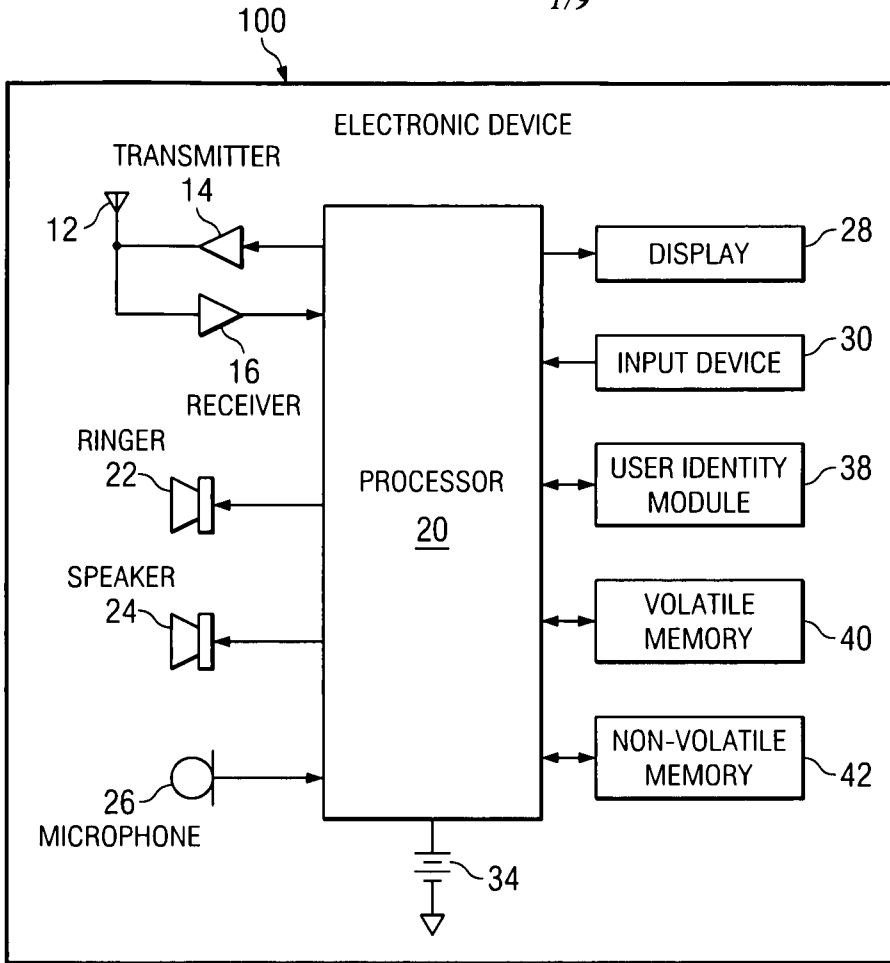 1/9
100
ELECTRONIC DEVICE
TRANSMITTER
14
12
16
RECEIVER
RINGER
22
SPEAKER
24
26
MICROPHONE
PROCESSOR
20
34
DISPLAY
28
INPUT DEVICE
30
USER IDENTITY
MODULE
38
VOLATILE
MEMORY
40
NON-VOLATILE
MEMORY
42